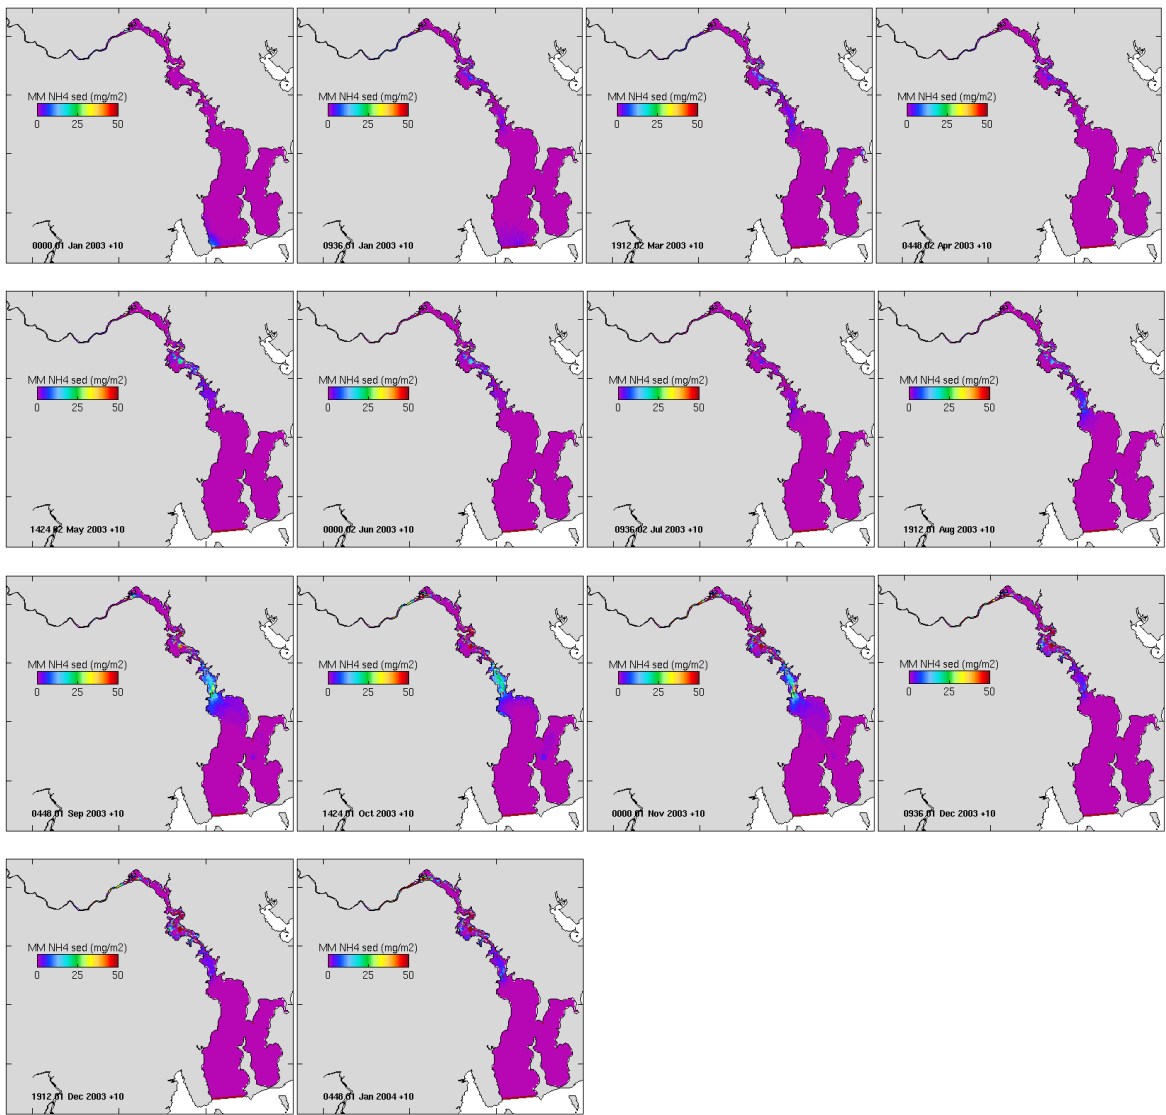 MM NH4 sed (mg/m2)
0 25 50
0000 01 Jan 2003 +10
MM NH4 sed (mg/m2)
0 25 50
0936 01 Jan 2003 +10
MM NH4 sed (mg/m2)
0 25 50
1912 02 Mar 2003 +10
MM NH4 sed (mg/m2)
0 25 50
0448 02 Apr 2003 +10
MM NH4 sed (mg/m2)
0 25 50
1424 02 May 2003 +10
MM NH4 sed (mg/m2)
0 25 50
0000 02 Jun 2003 +10
MM NH4 sed (mg/m2)
0 25 50
0936 02 Jul 2003 +10
MM NH4 sed (mg/m2)
0 25 50
1912 01 Aug 2003 +10
MM NH4 sed (mg/m2)
0 25 50
0448 01 Sep 2003 +10
MM NH4 sed (mg/m2)
0 25 50
1424 01 Oct 2003 +10
MM NH4 sed (mg/m2)
0 25 50
0000 01 Nov 2003 +10
MM NH4 sed (mg/m2)
0 25 50
0936 01 Dec 2003 +10
MM NH4 sed (mg/m2)
0 25 50
1912 01 Dec 2003 +10
MM NH4 sed (mg/m2)
0 25 50
0448 01 Jan 2004 +10